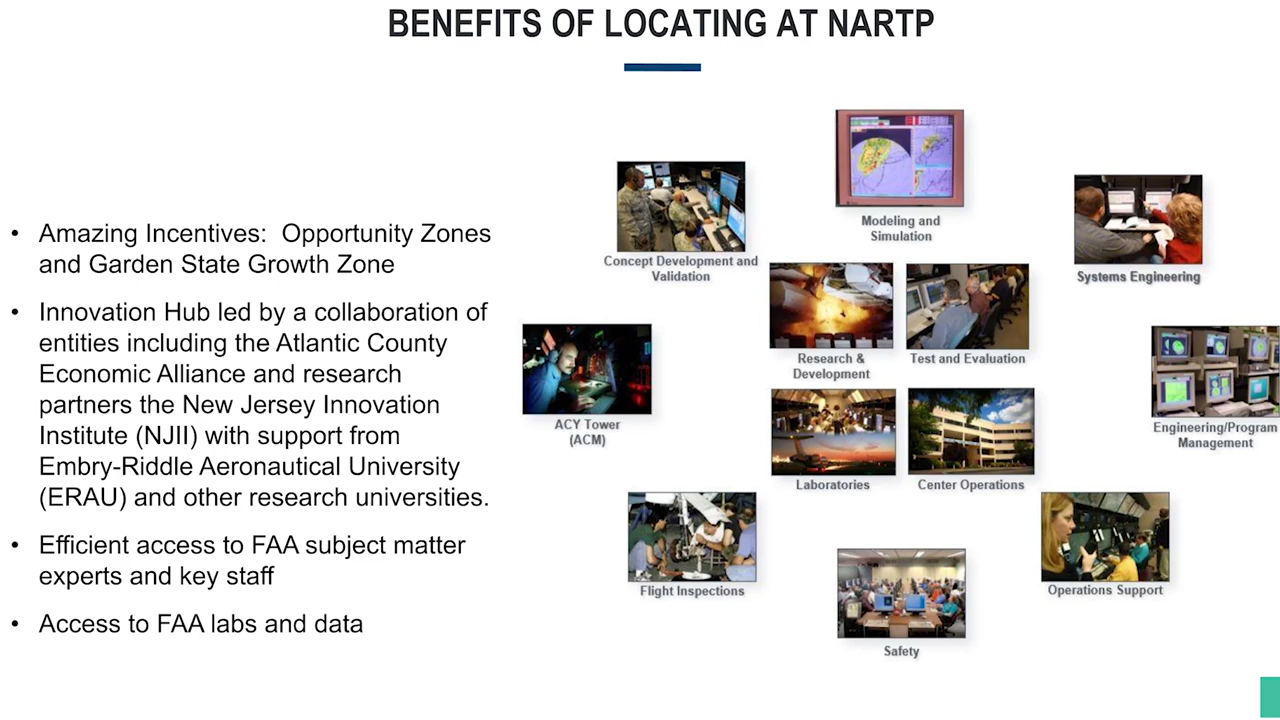 BENEFITS OF LOCATING AT NARTP
• Amazing Incentives: Opportunity Zones
and Garden State Growth Zone
• Innovation Hub led by a collaboration of
entities including the Atlantic County
Economic Alliance and research
partners the New Jersey Innovation
Institute (NJII) with support from
Embry-Riddle Aeronautical University
(ERAU) and other research universities.
• Efficient access to FAA subject matter
experts and key staff
• Access to FAA labs and data
Modeling and
Simulation
Concept Development and
Validation
Systems Engineering
Research &
Development
Test and Evaluation
ACY Tower
(ACM)
Engineering/Program
Management
Laboratories
Center Operations
Flight Inspections
Operations Support
Safety